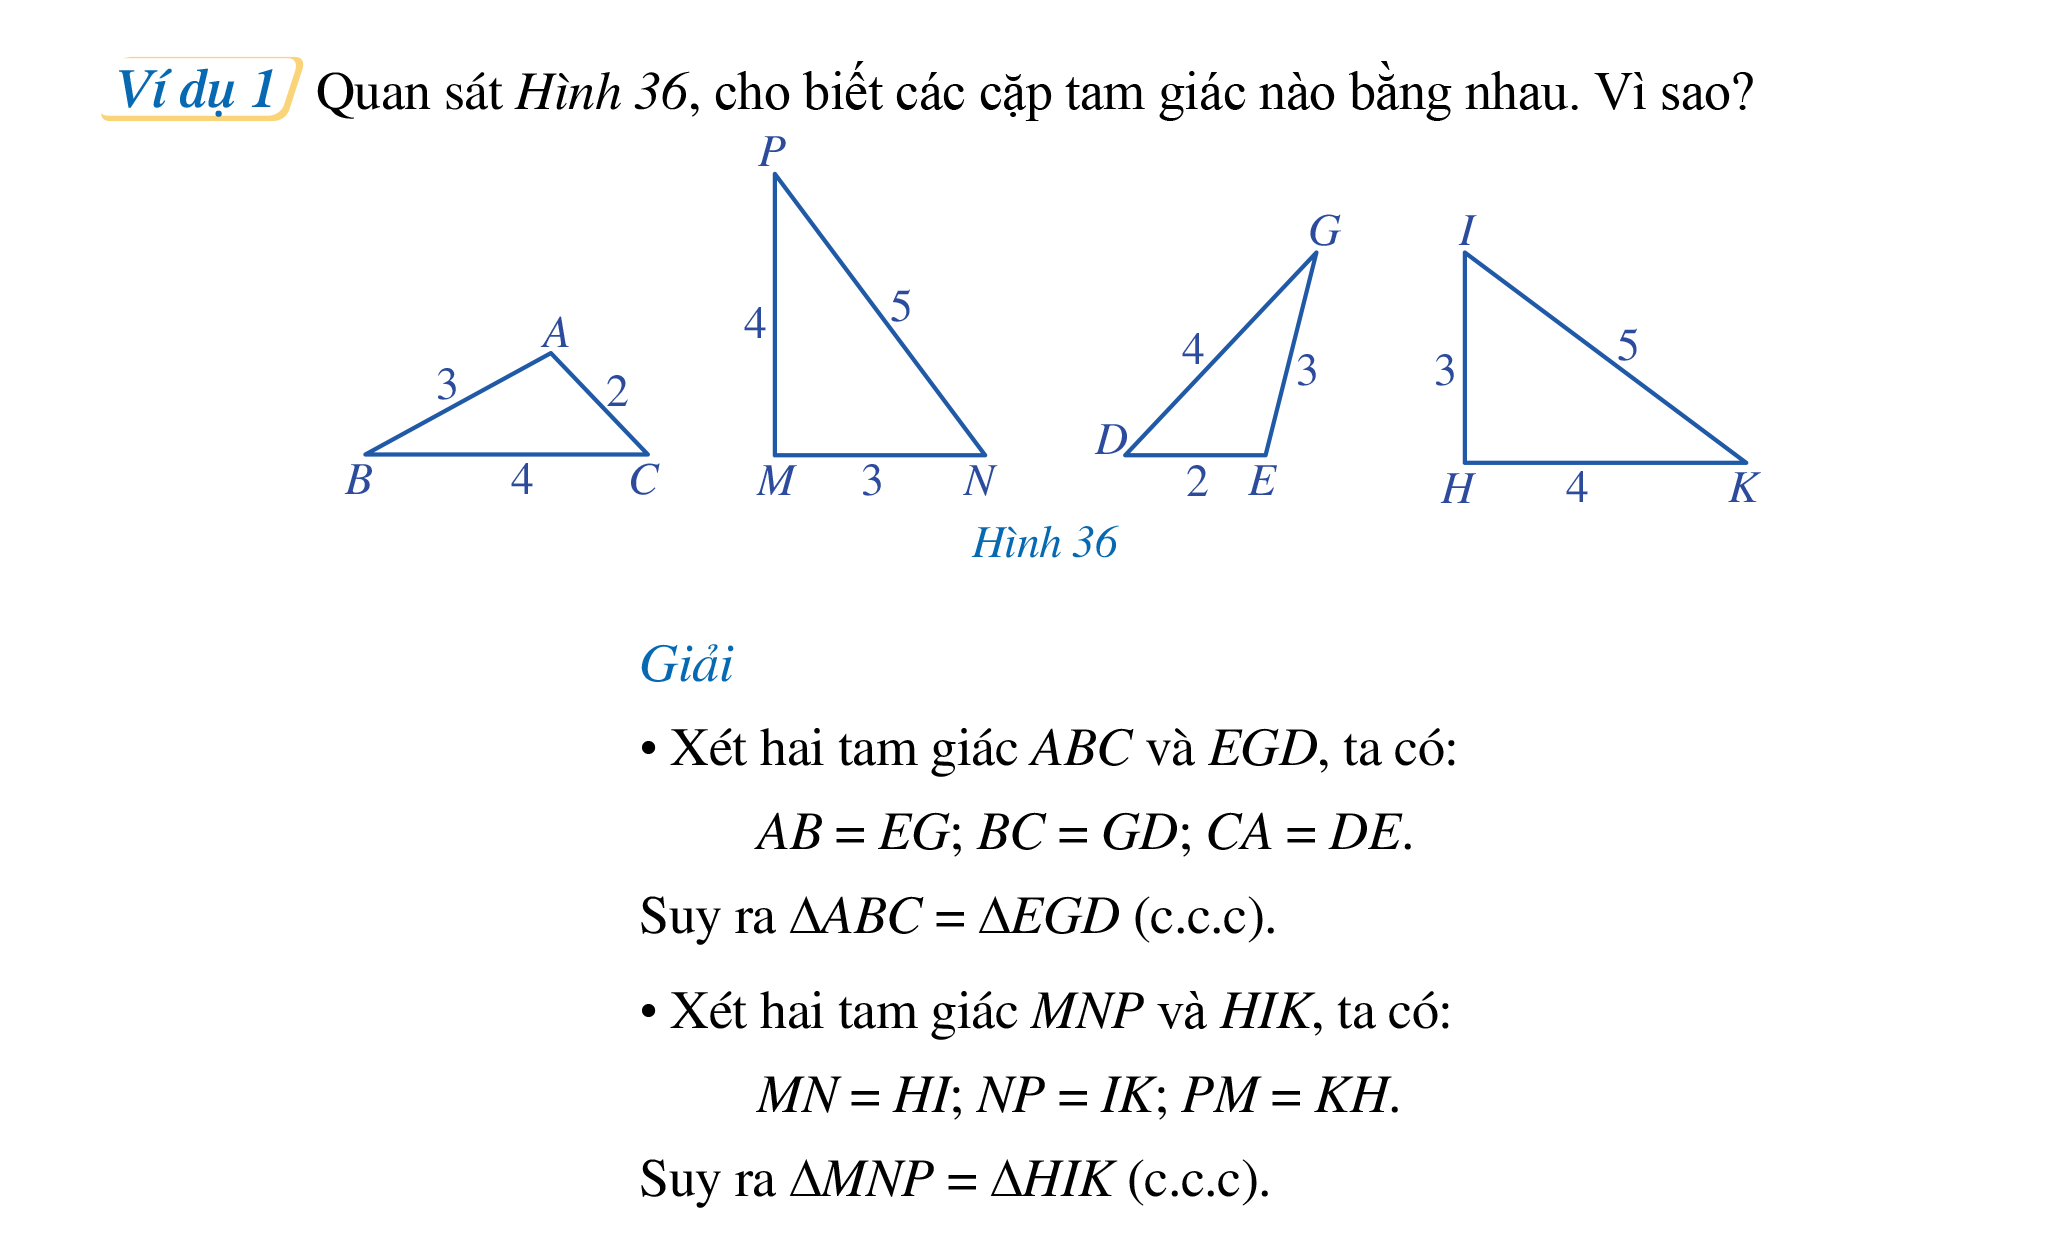 Ví dụ 1 Quan sát Hình 36, cho biết các cặp tam giác nào bằng nhau. Vì sao?
P
G
I
4
5
A
3
2
4
3
3
5
B
4
C
M
3
N
D
2
E
H
4
K
Hình 36
Giải
• Xét hai tam giác ABC và EGD, ta có:
AB = EG; BC = GD; CA = DE.
Suy ra ΔABC = ΔEGD (c.c.c).
• Xét hai tam giác MNP và HIK, ta có:
MN = HI; NP = IK; PM = KH.
Suy ra ΔMNP = ΔHIK (c.c.c).